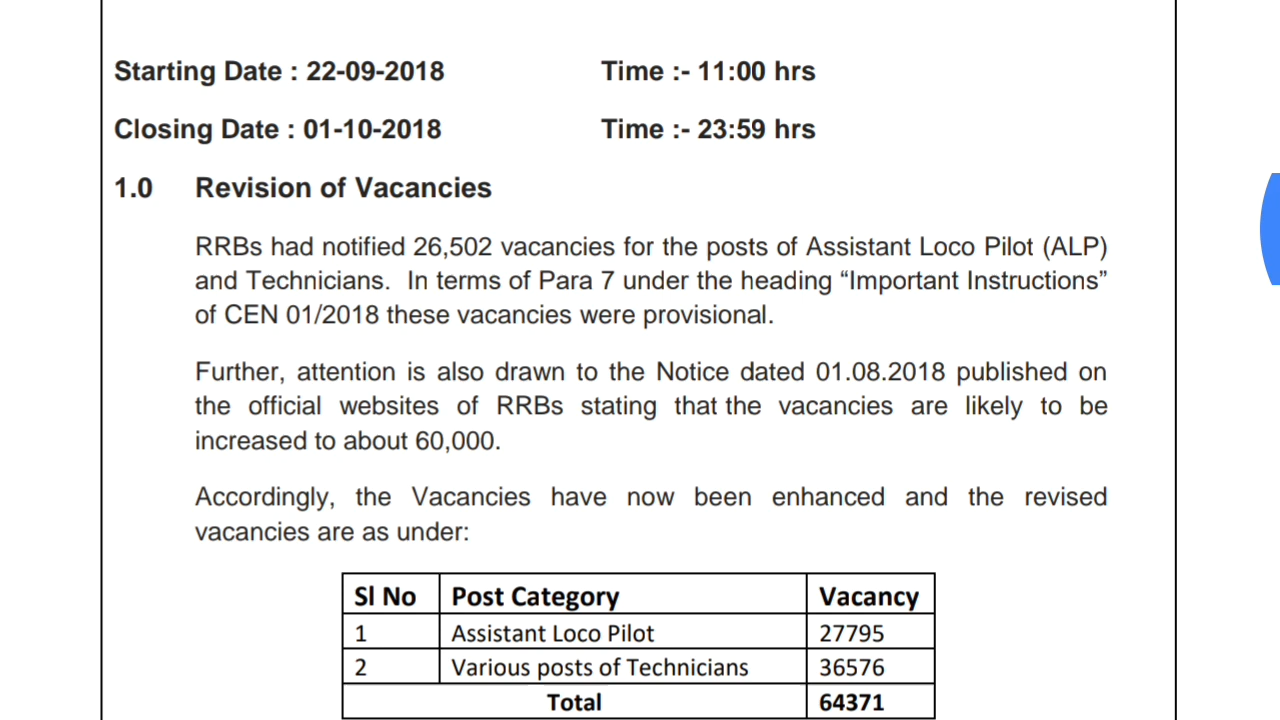 Starting Date : 22-09-2018 Time :- 11:00 hrs
Closing Date : 01-10-2018 Time :- 23:59 hrs
1.0 Revision of Vacancies
RRBs had notified 26,502 vacancies for the posts of Assistant Loco Pilot (ALP)
and Technicians. In terms of Para 7 under the heading “Important Instructions”
of CEN 01/2018 these vacancies were provisional.
Further, attention is also drawn to the Notice dated 01.08.2018 published on
the official websites of RRBs stating that the vacancies are likely to be
increased to about 60,000.
Accordingly, the Vacancies have now been enhanced and the revised
vacancies are as under:
Sl No Post Category Vacancy
1 Assistant Loco Pilot 27795
2 Various posts of Technicians 36576
Total 64371